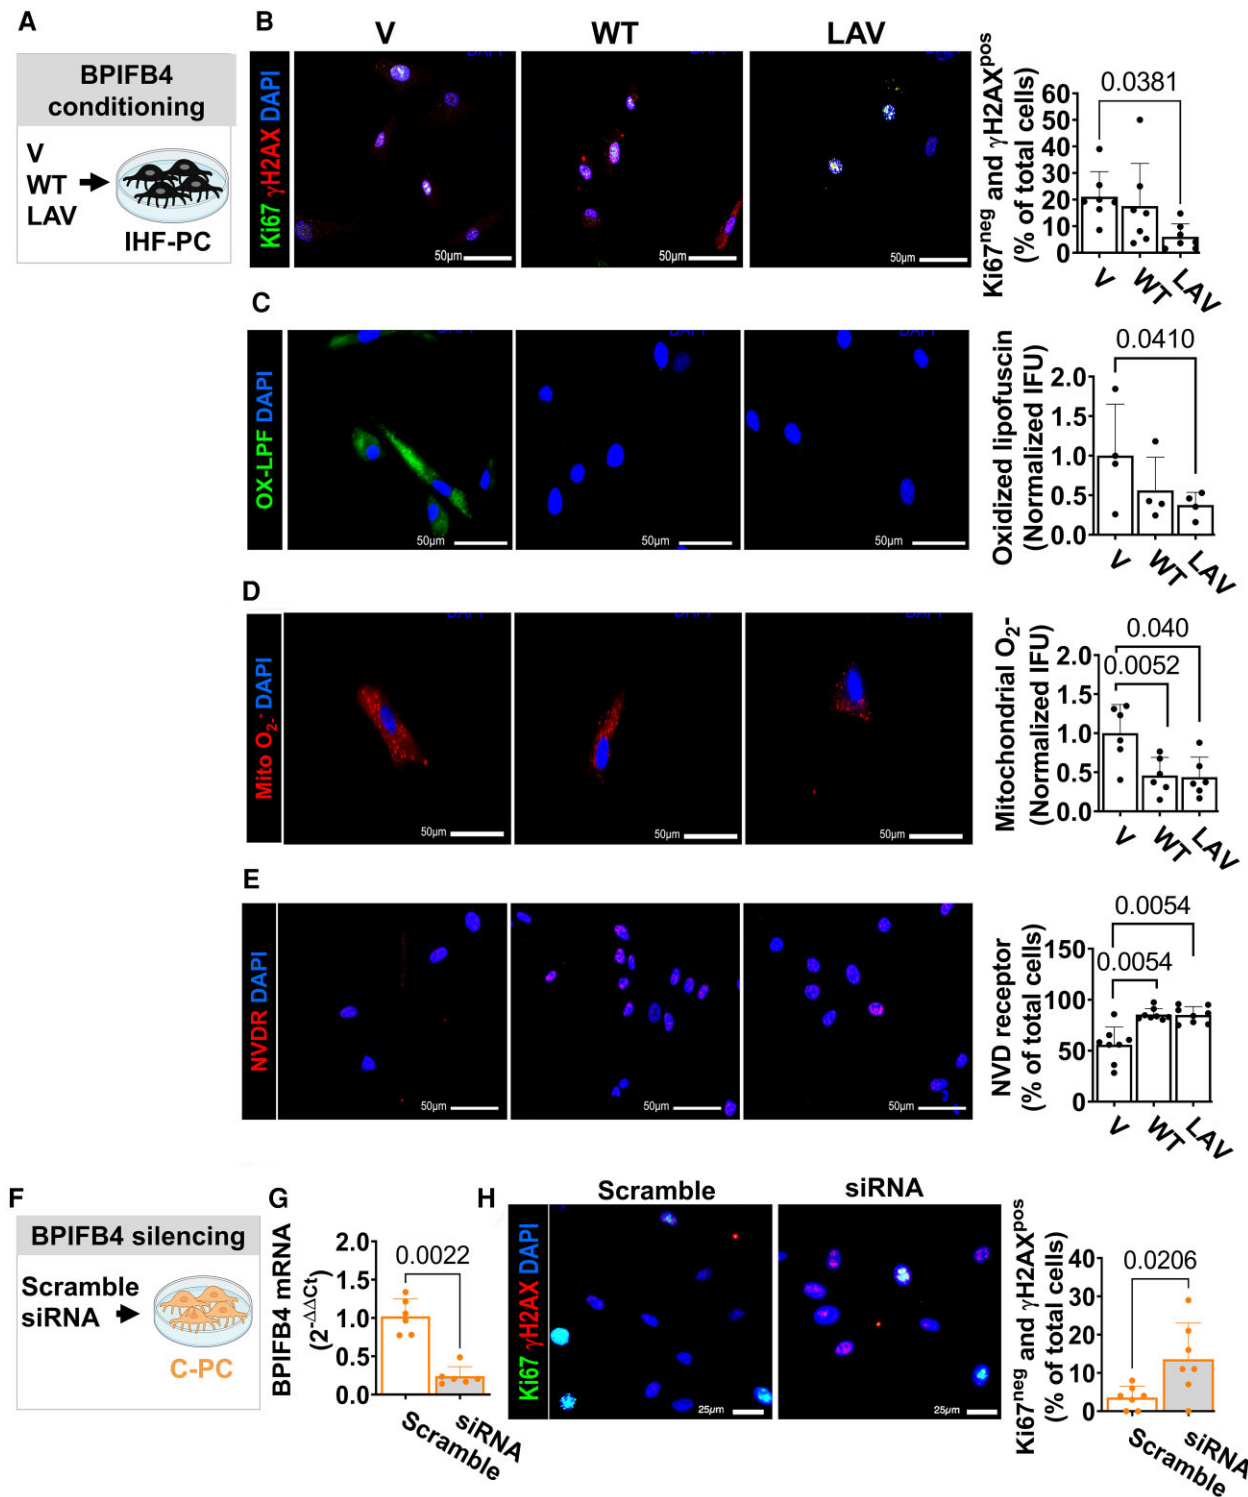 A
BPIFB4
conditioning
V
WT
LAV
IHF-PC
B
V
WT
LAV
Ki67 γH2AX DAPI
50µm
50µm
50µm
Ki67neg and γH2AXpos
(% of total cells)
0.0381
60
50
40
30
20
10
0
V
WT
LAV
C
OX-LPF DAPI
50µm
50µm
50µm
Oxidized lipofuscin
(Normalized IFU)
0.0410
2.0
1.5
1.0
0.5
0.0
V
WT
LAV
D
Mito O2-- DAPI
50µm
50µm
50µm
Mitochondrial O2-
(Normalized IFU)
0.040
0.0052
2.0
1.5
1.0
0.5
0.0
V
WT
LAV
E
NVDR DAPI
50µm
50µm
50µm
NVD receptor
(% of total cells)
0.0054
0.0054
150
100
50
0
V
WT
LAV
F
BPIFB4 silencing
Scramble
siRNA
C-PC
G
BPIFB4 mRNA
(2-ΔΔCt)
0.0022
2.0
1.5
1.0
0.5
0.0
Scramble
siRNA
H
Scramble
siRNA
Ki67 γH2AX DAPI
25µm
25µm
Ki67neg and γH2AXpos
(% of total cells)
0.0206
40
30
20
10
0
Scramble
siRNA